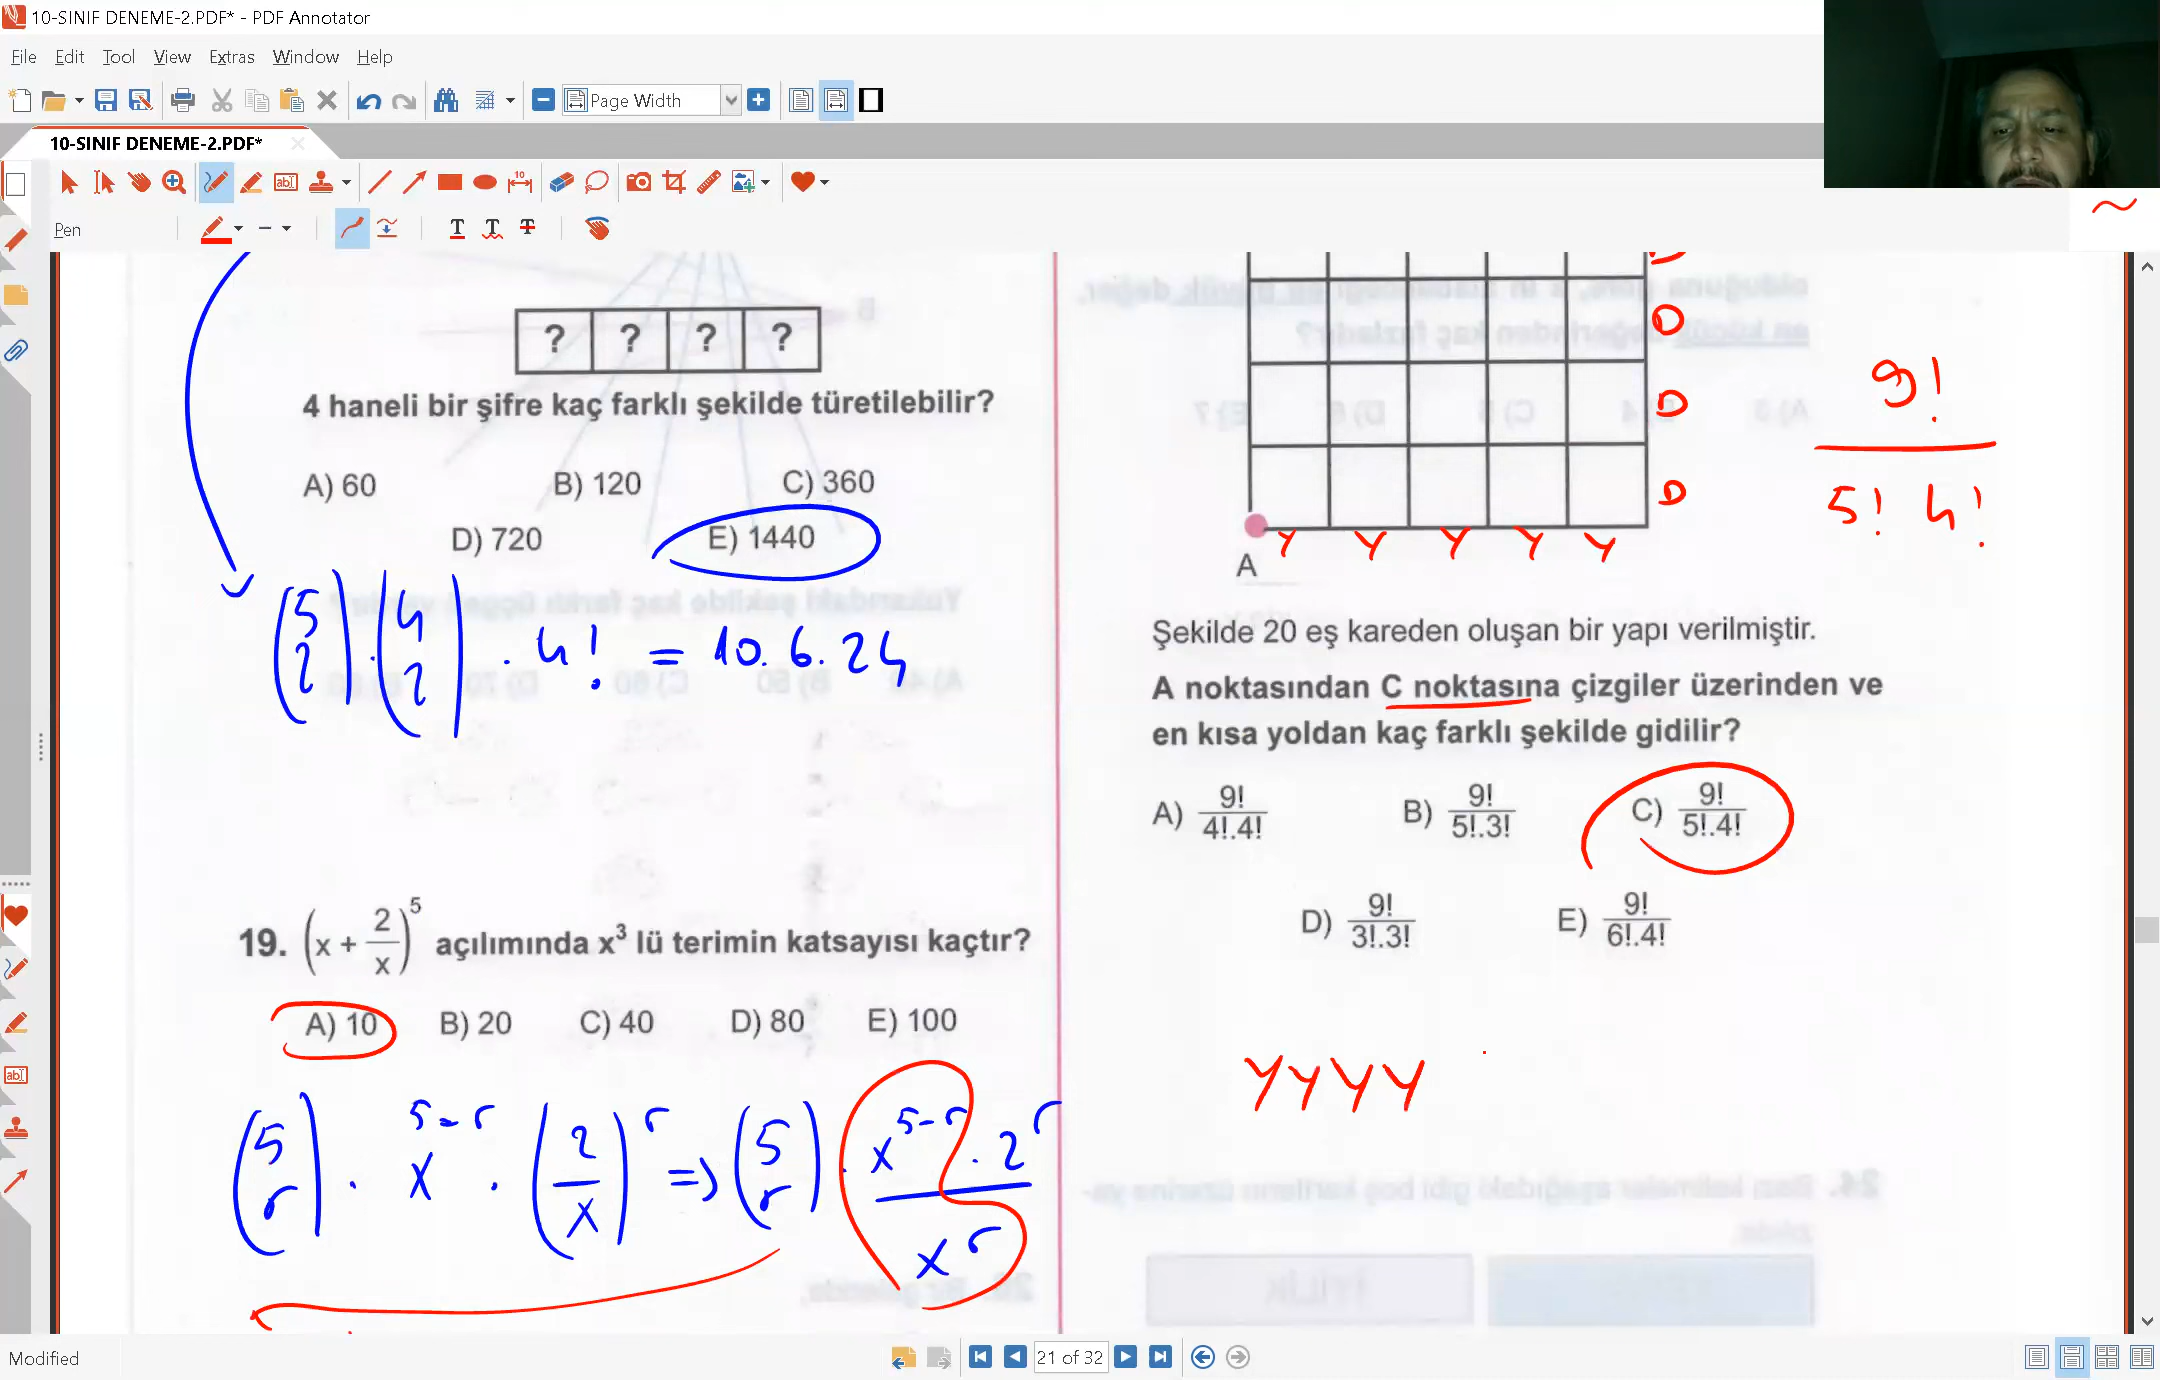 10-SINIF DENEME-2.PDF* - PDF Annotator
File Edit Tool View Extras Window Help
Page Width
10-SINIF DENEME-2.PDF*
Pen
? ? ? ?
4 haneli bir şifre kaç farklı şekilde türetilebilir?
A) 60 B) 120 C) 360
D) 720 E) 1440
(5 2) . (4 2) . 4! = 10.6.24
19. (x + 2/x)^5 açılımında x³ lü terimin katsayısı kaçtır?
A) 10 B) 20 C) 40 D) 80 E) 100
(5 r) . x^5-r . (2/x)^r => (5 r) . x^5-r . 2^r / x^r
D
D
D
Y Y Y Y Y
A
9!
5! 4!
Şekilde 20 eş kareden oluşan bir yapı verilmiştir.
A noktasından C noktasına çizgiler üzerinden ve
en kısa yoldan kaç farklı şekilde gidilir?
A) 9!/4!.4! B) 9!/5!.3! C) 9!/5!.4!
D) 9!/3!.3! E) 9!/6!.4!
Y Y Y Y
Modified
21 of 32